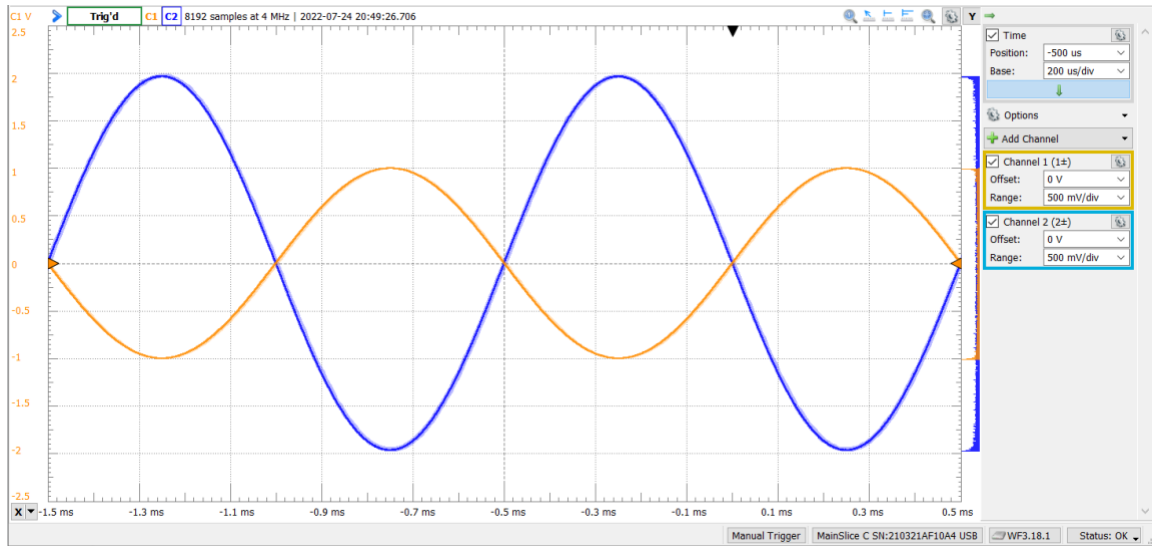 C1 V Trig'd C1 C2 8192 samples at 4 MHz | 2022-07-24 20:49:26.706 Y
2.5
2
1.5
1
0.5
0
-0.5
-1
-1.5
-2
-2.5
X -1.5 ms -1.3 ms -1.1 ms -0.9 ms -0.7 ms -0.5 ms -0.3 ms -0.1 ms 0.1 ms 0.3 ms 0.5 ms
Time
Position: -500 us
Base: 200 us/div
Options
Add Channel
Channel 1 (1±)
Offset: 0 V
Range: 500 mV/div
Channel 2 (2±)
Offset: 0 V
Range: 500 mV/div
Manual Trigger MainSlice C SN:210321AF10A4 USB WF3.18.1 Status: OK